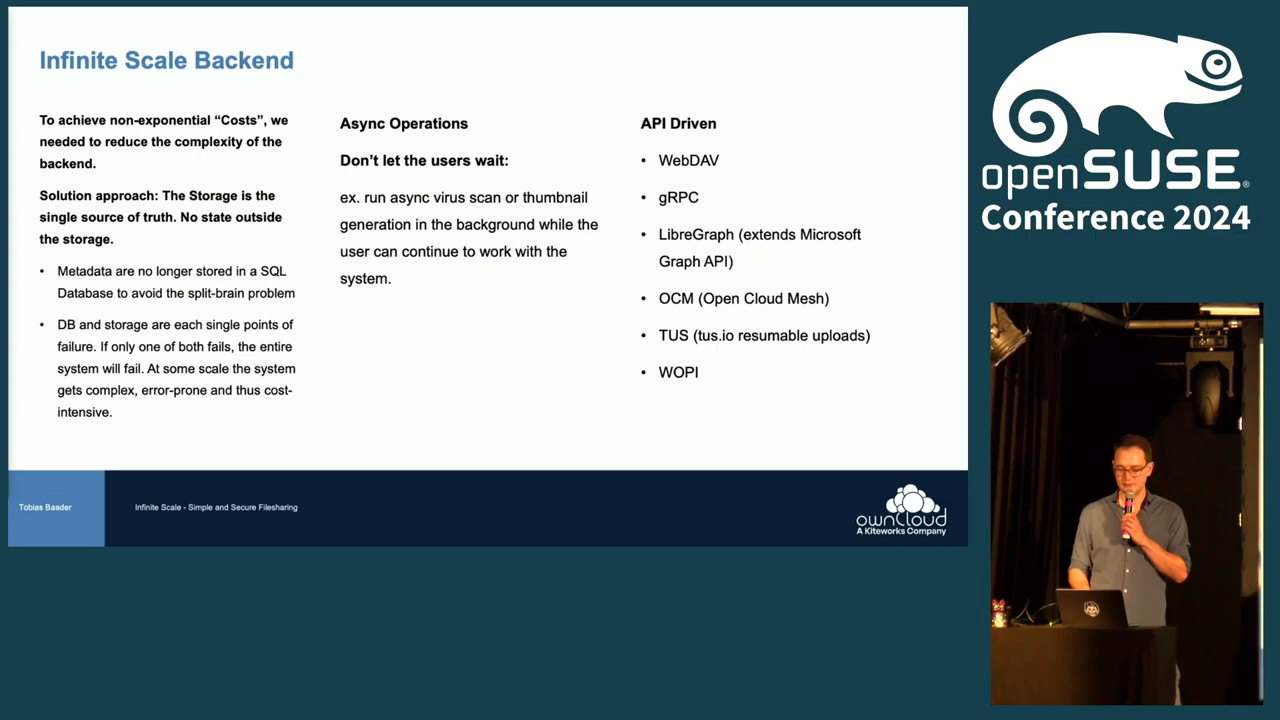 Infinite Scale Backend
To achieve non-exponential “Costs”, we
needed to reduce the complexity of the
backend.
Solution approach: The Storage is the
single source of truth. No state outside
the storage.
• Metadata are no longer stored in a SQL
Database to avoid the split-brain problem
• DB and storage are each single points of
failure. If only one of both fails, the entire
system will fail. At some scale the system
gets complex, error-prone and thus cost-
intensive.
Async Operations
Don’t let the users wait:
ex. run async virus scan or thumbnail
generation in the background while the
user can continue to work with the
system.
API Driven
• WebDAV
• gRPC
• LibreGraph (extends Microsoft
Graph API)
• OCM (Open Cloud Mesh)
• TUS (tus.io resumable uploads)
• WOPI
Tobias Baader
Infinite Scale - Simple and Secure Filesharing
ownCloud
A Kiteworks Company
openSUSE®
Conference 2024